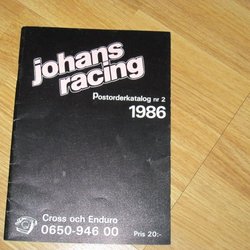 johans
racing
Postorderkatalog nr 2
1986
Cross och Enduro
0650-946 00
Pris 20:-